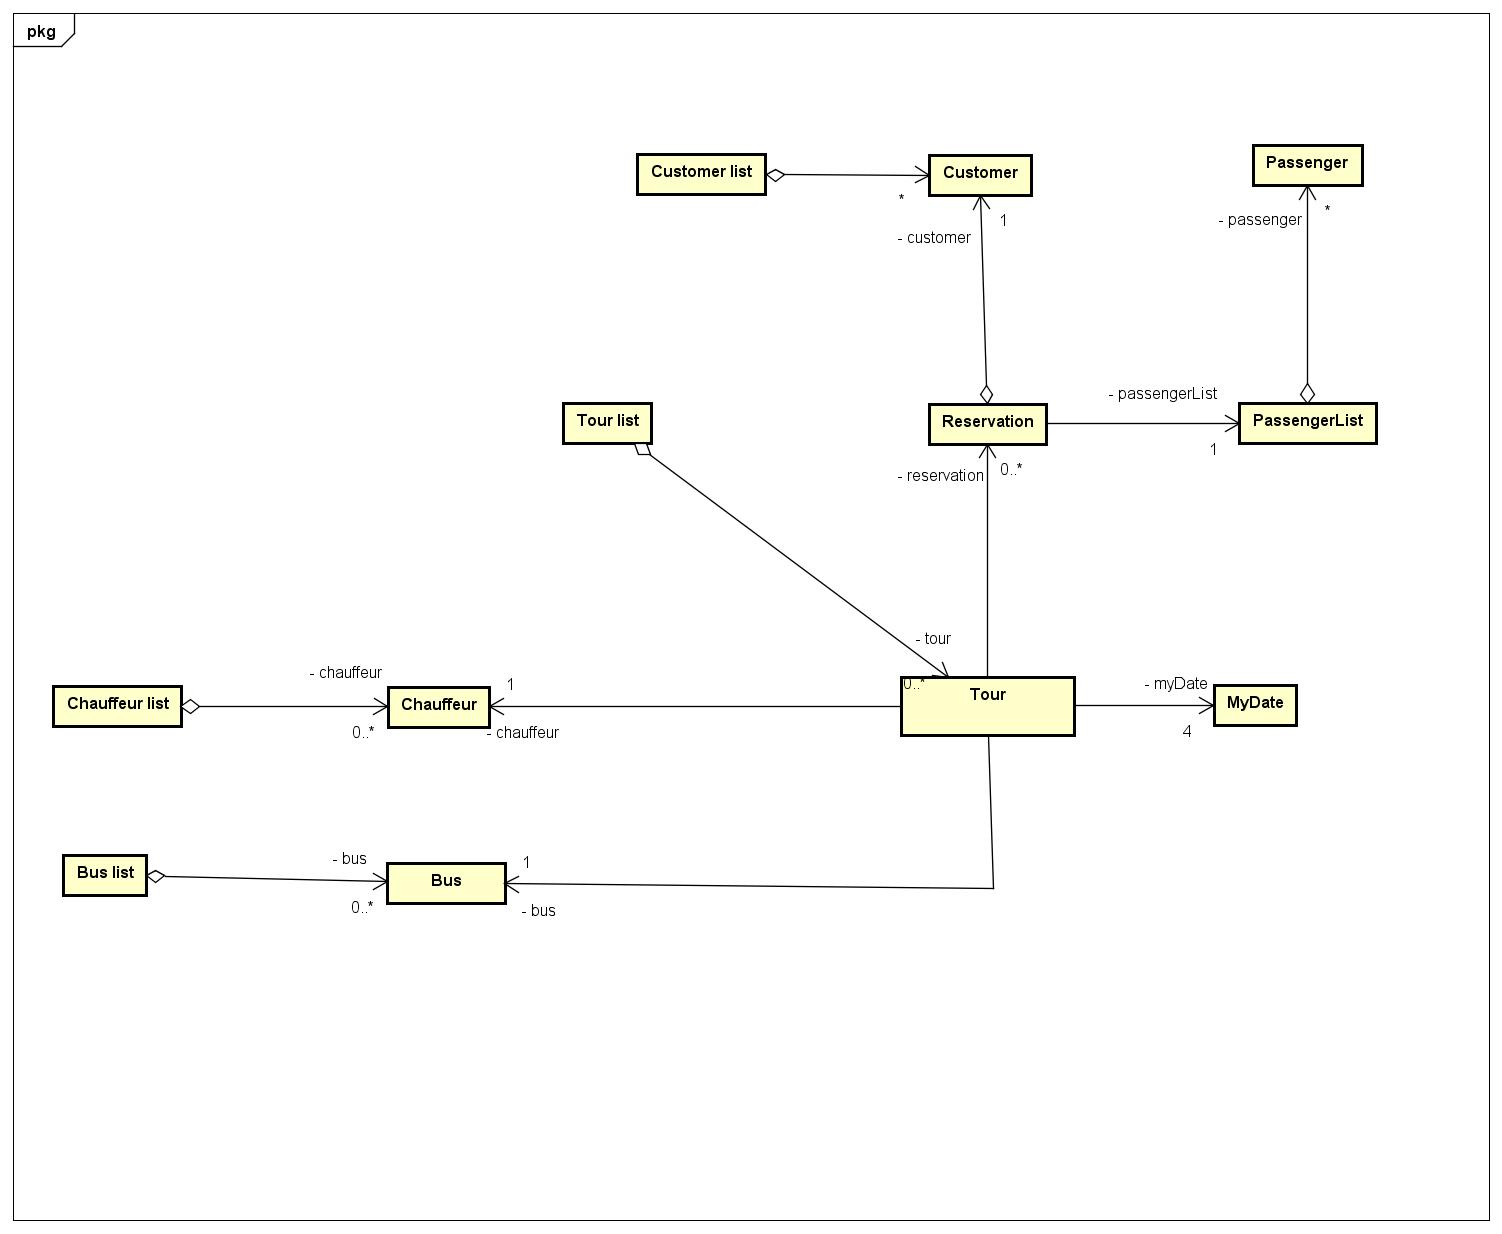 pkg
Customer list
*
Customer
1
- customer
Passenger
*
- passenger
Tour list
Reservation
- passengerList
1
PassengerList
- reservation
0..*
- tour
0..*
Tour
- myDate
4
MyDate
Chauffeur list
- chauffeur
0..*
Chauffeur
1
- chauffeur
Bus list
- bus
0..*
Bus
1
- bus